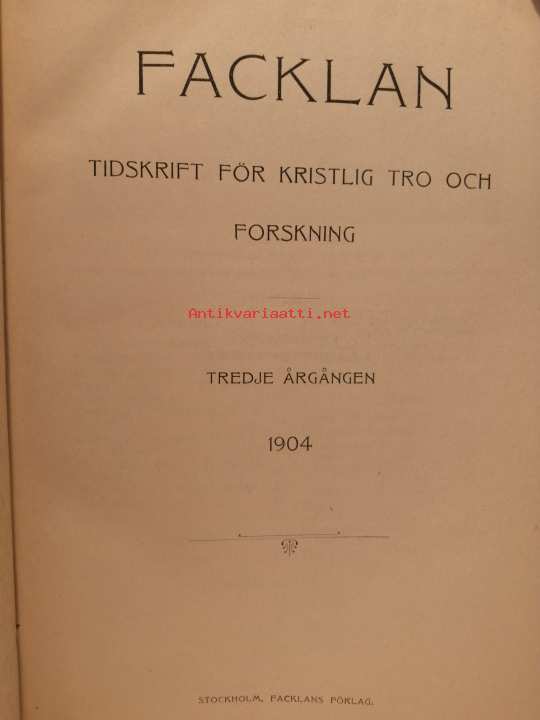 FACKLAN
TIDSKRIFT FÖR KRISTLIG TRO OCH
FORSKNING
Antikvariaatti.net
TREDJE ÅRGÅNGEN
1904
STOCKHOLM, FACKLANS FÖRLAG.